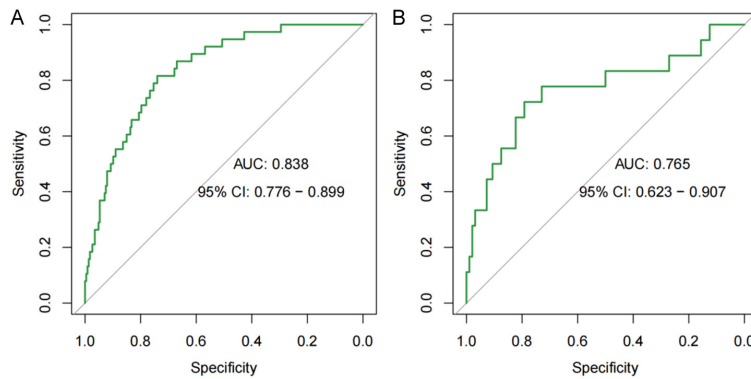 A
Sensitivity
1.0
0.8
0.6
0.4
0.2
0.0
AUC: 0.838
95% CI: 0.776 − 0.899
1.0 0.8 0.6 0.4 0.2 0.0
Specificity
B
Sensitivity
1.0
0.8
0.6
0.4
0.2
0.0
AUC: 0.765
95% CI: 0.623 − 0.907
1.0 0.8 0.6 0.4 0.2 0.0
Specificity